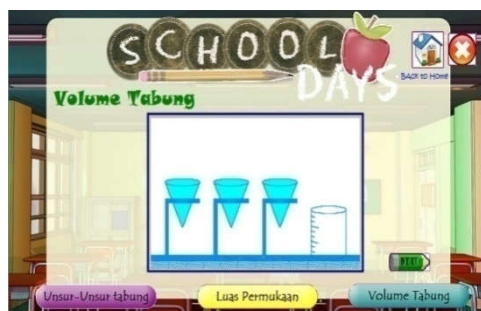 SCHOOL
DAYS
BAcK to Home
Volume Tabung
Unsur-Unsur tabung
Luas Permukaan
Volume Tabung